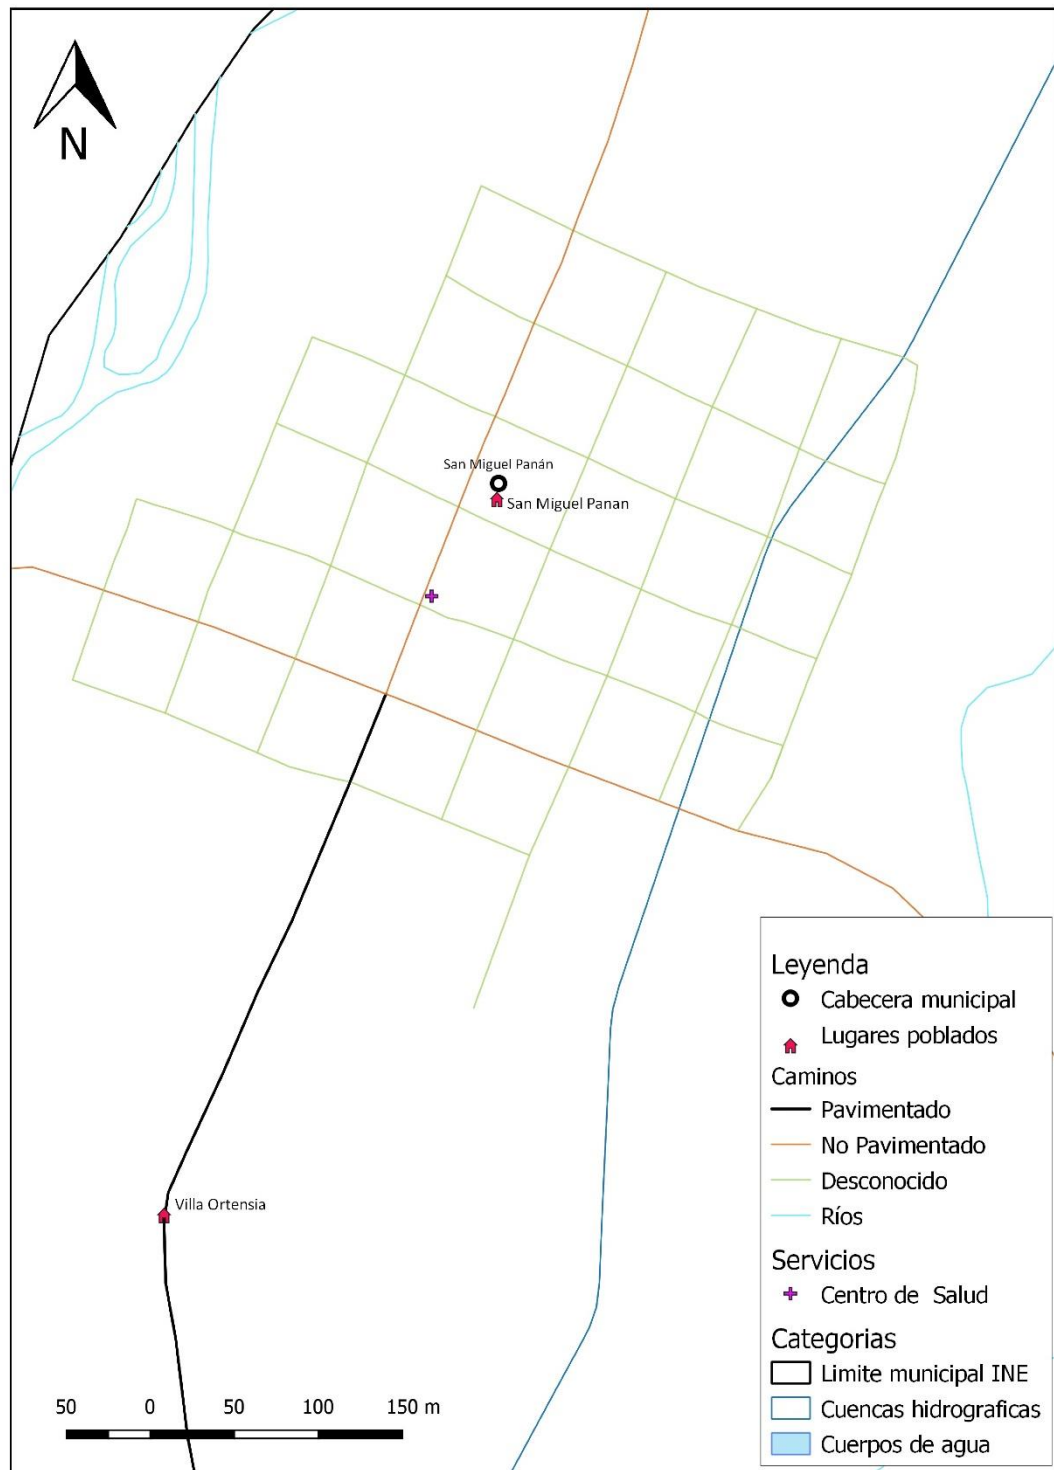 N
San Miguel Panán
San Miguel Panan
Villa Ortensia
50 0 50 100 150 m
Leyenda
Cabecera municipal
Lugares poblados
Caminos
Pavimentado
No Pavimentado
Desconocido
Ríos
Servicios
Centro de Salud
Categorias
Limite municipal INE
Cuencas hidrograficas
Cuerpos de agua